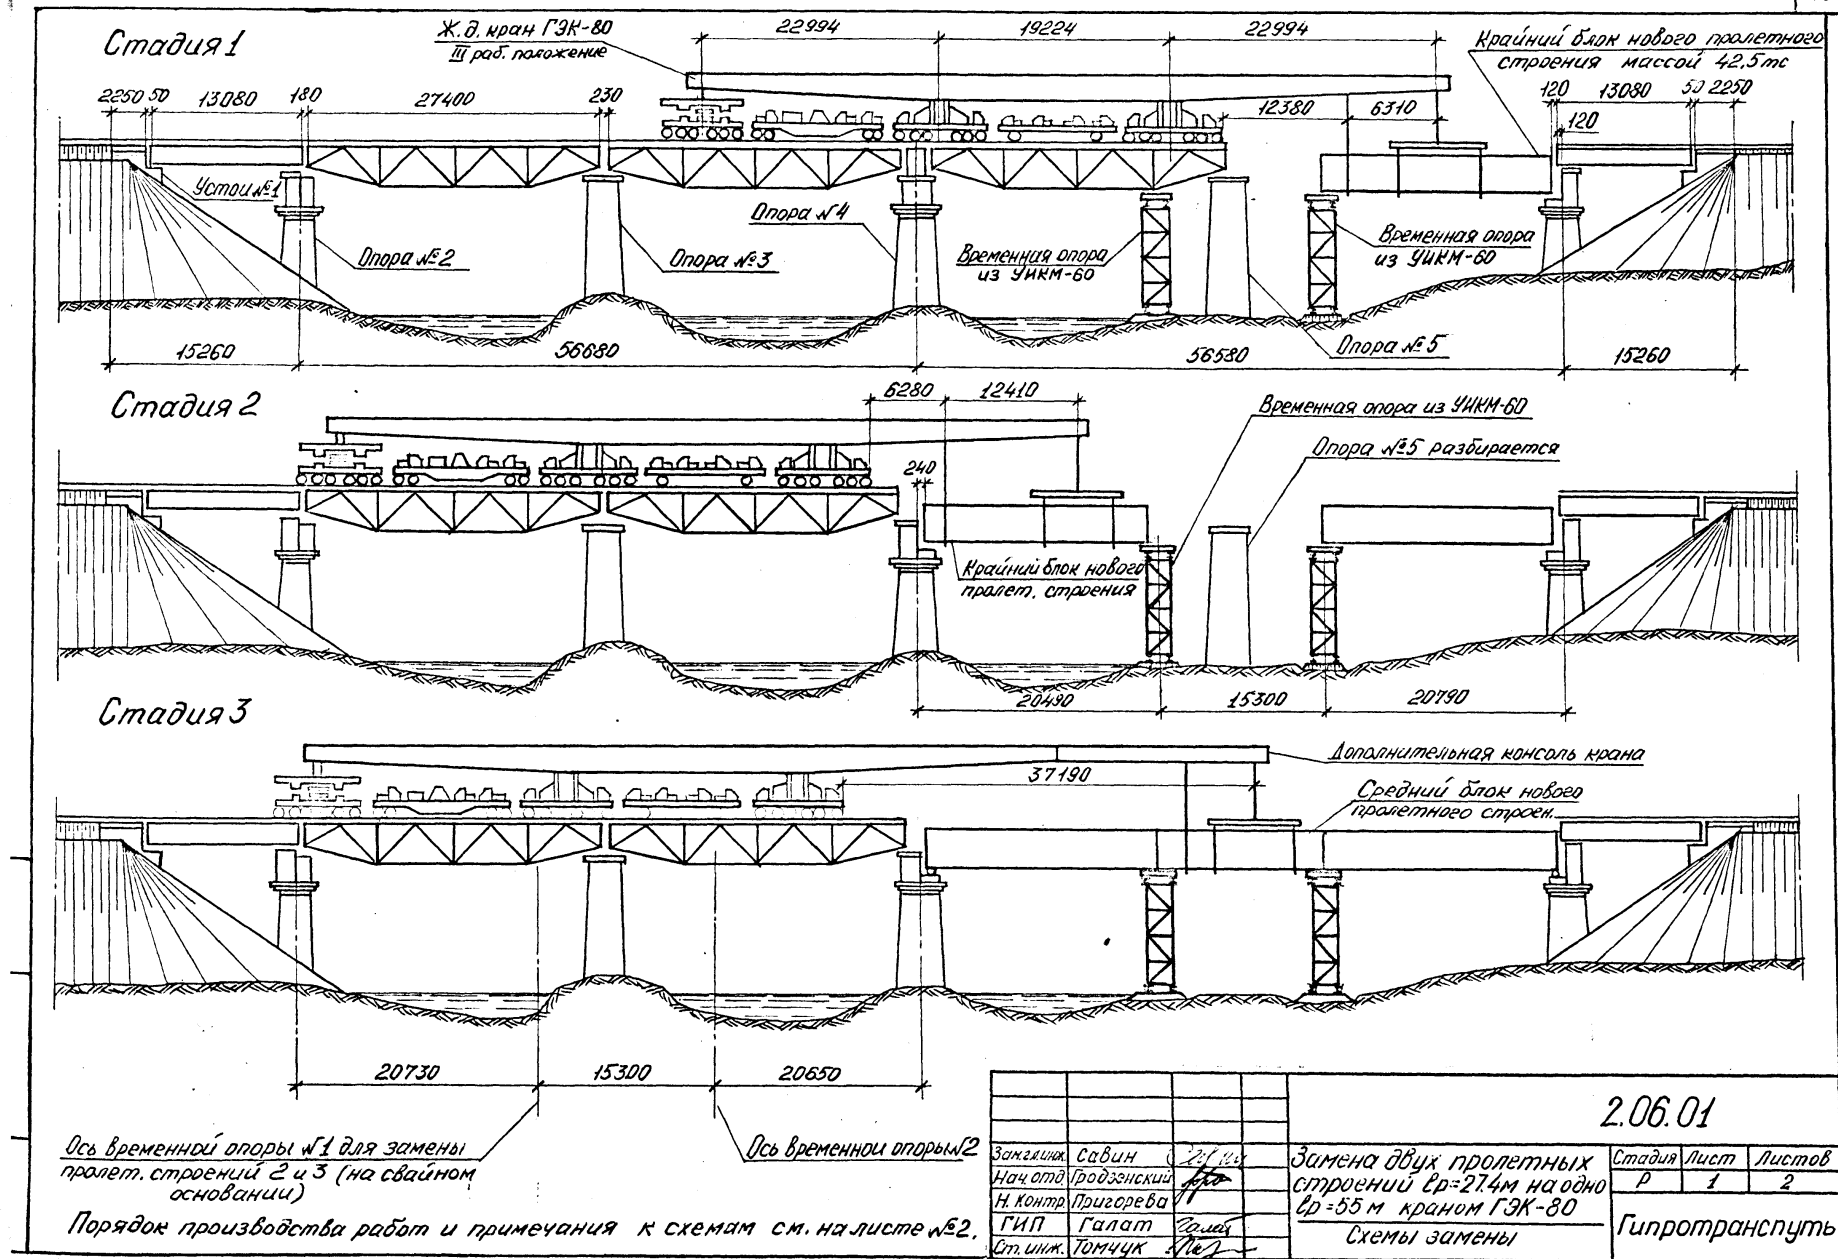 Стадия 1
Ж.д. кран ГЭК-80
III раб. положение
22994
19224
22994
Крайний блок нового пролетного
строения массой 42,5тс
2250 50 13080 180 27400 230
12380 6310
120 13080 50 2250
120
Устой №1
Опора №2
Опора №3
Опора №4
Временная опора
из УИКМ-60
Временная опора
из УИКМ-60
Опора №5
15260
56680
56580
15260
Стадия 2
6280
12410
240
Временная опора из УИКМ-60
Опора №5 разбирается
Крайний блок нового
пролет. строения
20490
15300
20790
Стадия 3
37190
Дополнительная консоль крана
Средний блок нового
пролетного строен.
20730
15300
20650
Ось временной опоры №1 для замены
пролет. строений 2 и 3 (на свайном
основании)
Ось временной опоры №2
Порядок производства работ и примечания к схемам см. на листе №2.
2.06.01
Зам.гл.инж. Савин
Нач. отд. Гродзенский
Н. Контр. Пригорева
ГИП Галат
Ст. инж. Томчук
Замена двух пролетных
строений ℓр=27.4м на одно
ℓр=55м краном ГЭК-80
Схемы замены
Стадия Лист Листов
Р 1 2
Гипротранспуть